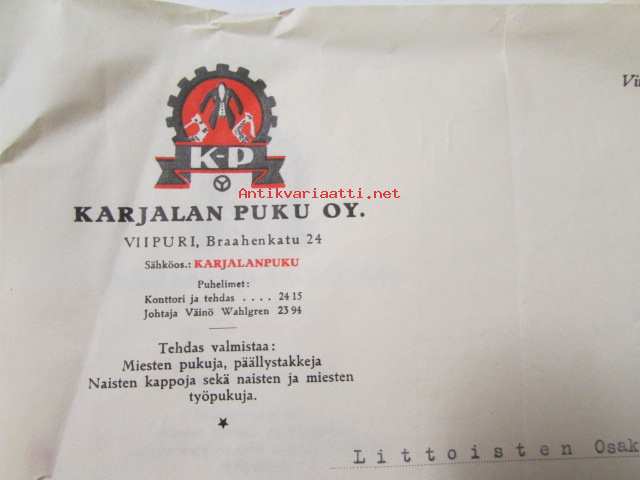 K-P
Antikvariaatti.net
KARJALAN PUKU OY.
VIIPURI, Braahenkatu 24
Sähköos.: KARJALANPUKU
Puhelimet:
Konttori ja tehdas .... 24 15
Johtaja Väinö Wahlgren 23 94
Tehdas valmistaa:
Miesten pukuja, päällystakkeja
Naisten kappoja sekä naisten ja miesten
työpukuja.
Littoisten Osak